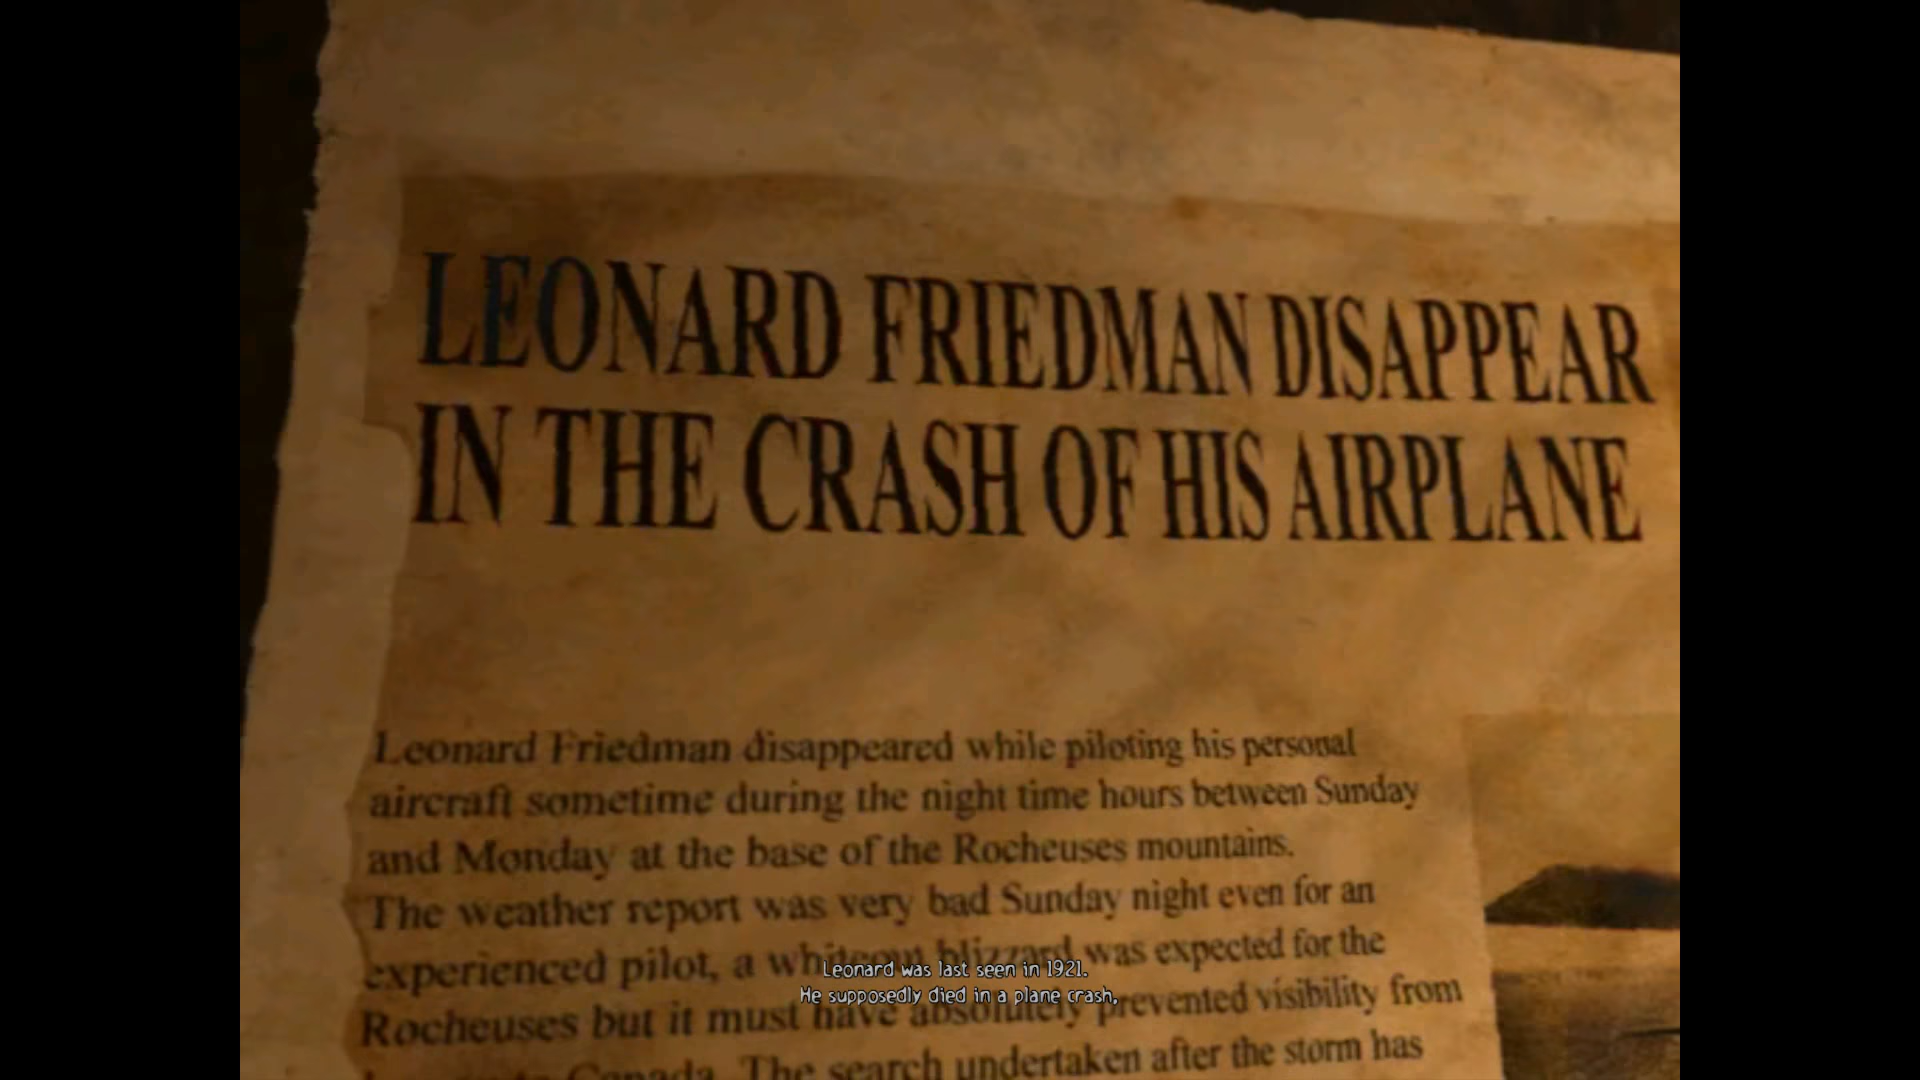 LEONARD FRIEDMAN DISAPPEAR
IN THE CRASH OF HIS AIRPLANE
Leonard Friedman disappeared while piloting his personal
aircraft sometime during the night time hours between Sunday
and Monday at the base of the Rocheuses mountains.
The weather report was very bad Sunday night even for an
experienced pilot, a whiteout blizzard was expected for the
Leonard was last seen in 1921.
He supposedly died in a plane crash,
Rocheuses but it must have absolutely prevented visibility from
Canada. The search undertaken after the storm has